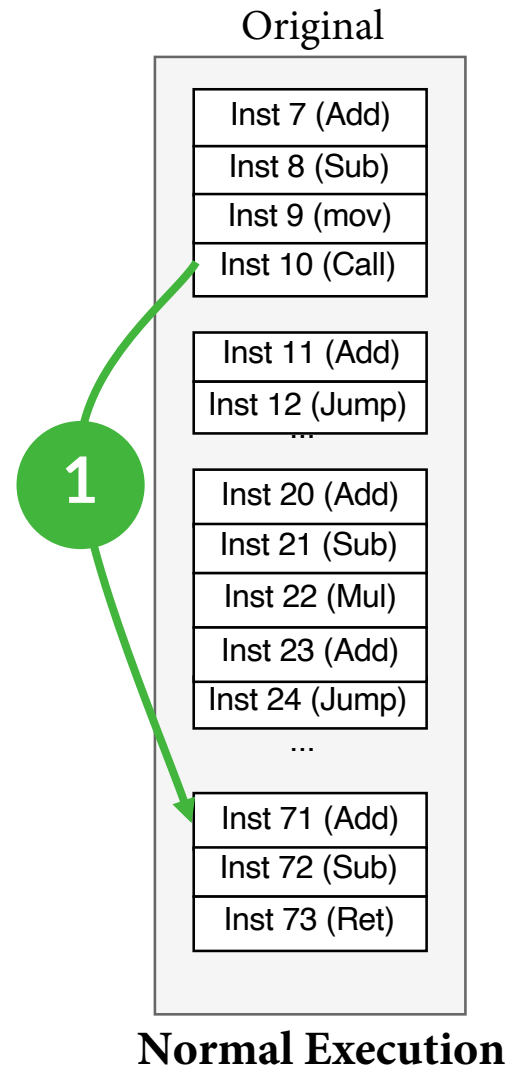 Original
Inst 7 (Add)
Inst 8 (Sub)
Inst 9 (mov)
Inst 10 (Call)
Inst 11 (Add)
Inst 12 (Jump)
...
1
Inst 20 (Add)
Inst 21 (Sub)
Inst 22 (Mul)
Inst 23 (Add)
Inst 24 (Jump)
...
Inst 71 (Add)
Inst 72 (Sub)
Inst 73 (Ret)
Normal Execution